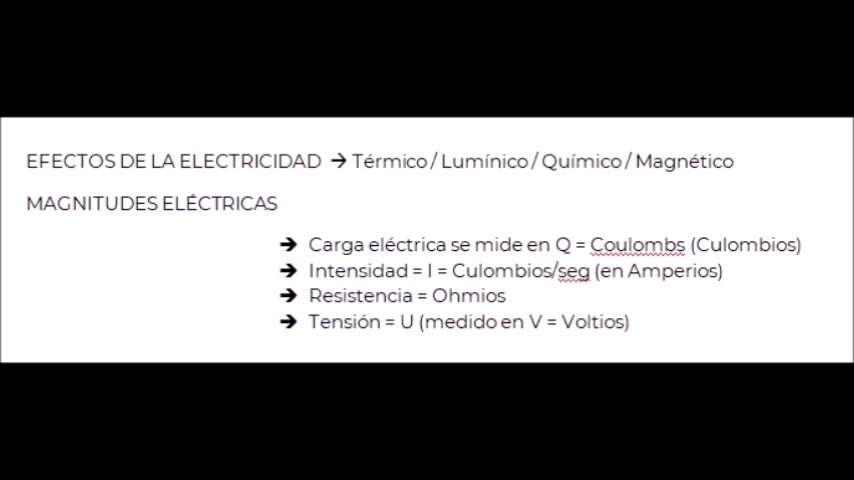 EFECTOS DE LA ELECTRICIDAD → Térmico / Lumínico / Químico / Magnético
MAGNITUDES ELÉCTRICAS
→ Carga eléctrica se mide en Q = Coulombs (Culombios)
→ Intensidad = I = Culombios/seg (en Amperios)
→ Resistencia = Ohmios
→ Tensión = U (medido en V = Voltios)